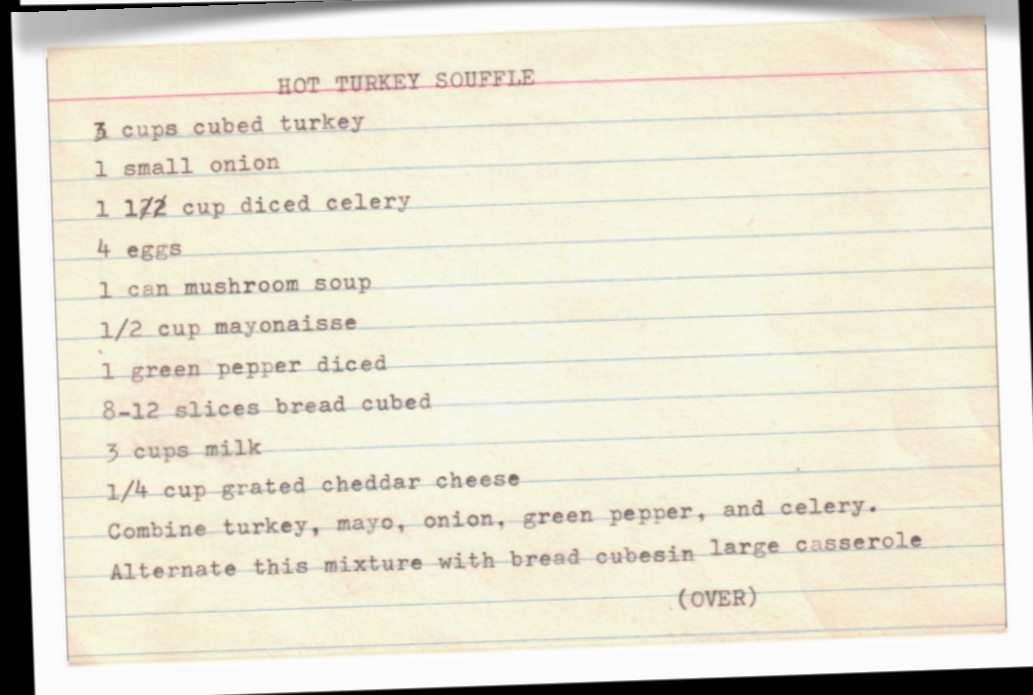 HOT TURKEY SOUFFLE
3 cups cubed turkey
1 small onion
1 1/2 cup diced celery
4 eggs
1 can mushroom soup
1/2 cup mayonaisse
1 green pepper diced
8-12 slices bread cubed
3 cups milk
1/4 cup grated cheddar cheese
Combine turkey, mayo, onion, green pepper, and celery.
Alternate this mixture with bread cubesin large casserole
(OVER)